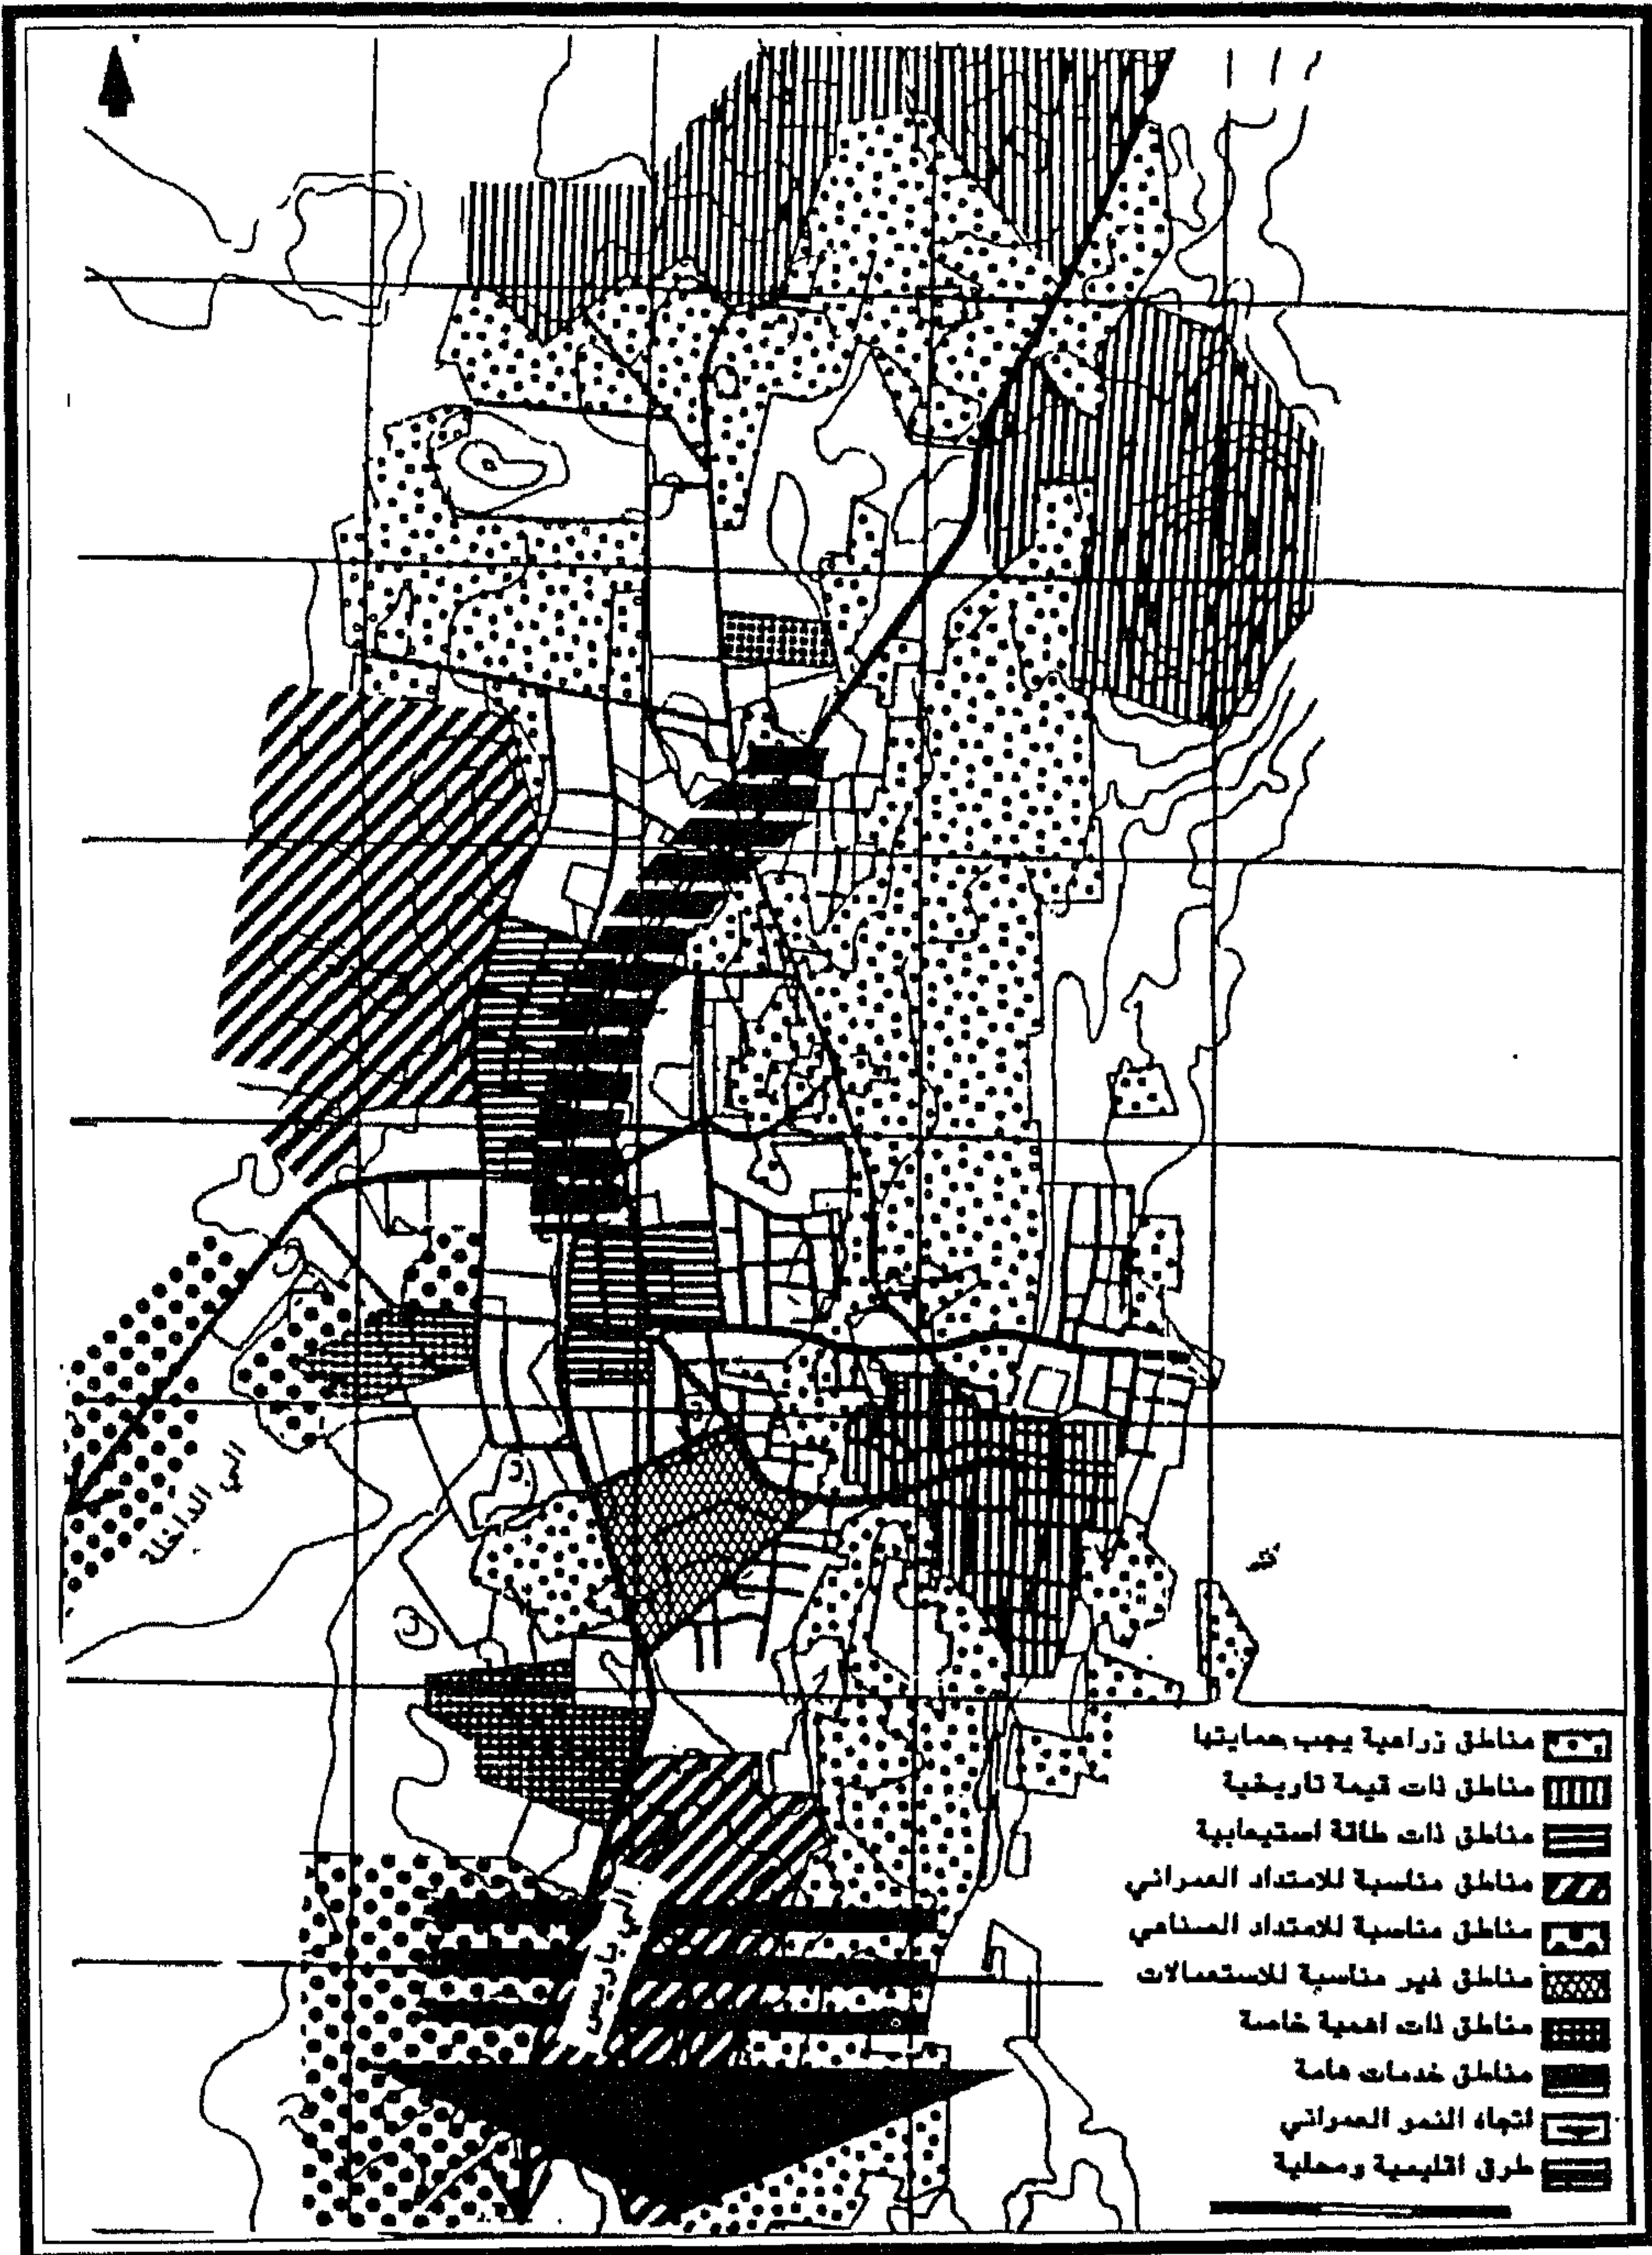 مناطق زراعية يجب حمايتها
مناطق ذات قيمة تاريخية
مناطق ذات طاقة استيعابية
مناطق مناسبة للامتداد العمراني
مناطق مناسبة للامتداد الصناعي
مناطق غير مناسبة للاستعمالات
مناطق ذات اهمية خاصة
مناطق خدمات هامة
اتجاه النمو العمراني
طرق اقليمية ومحلية
الي الداخلة
الي باريس